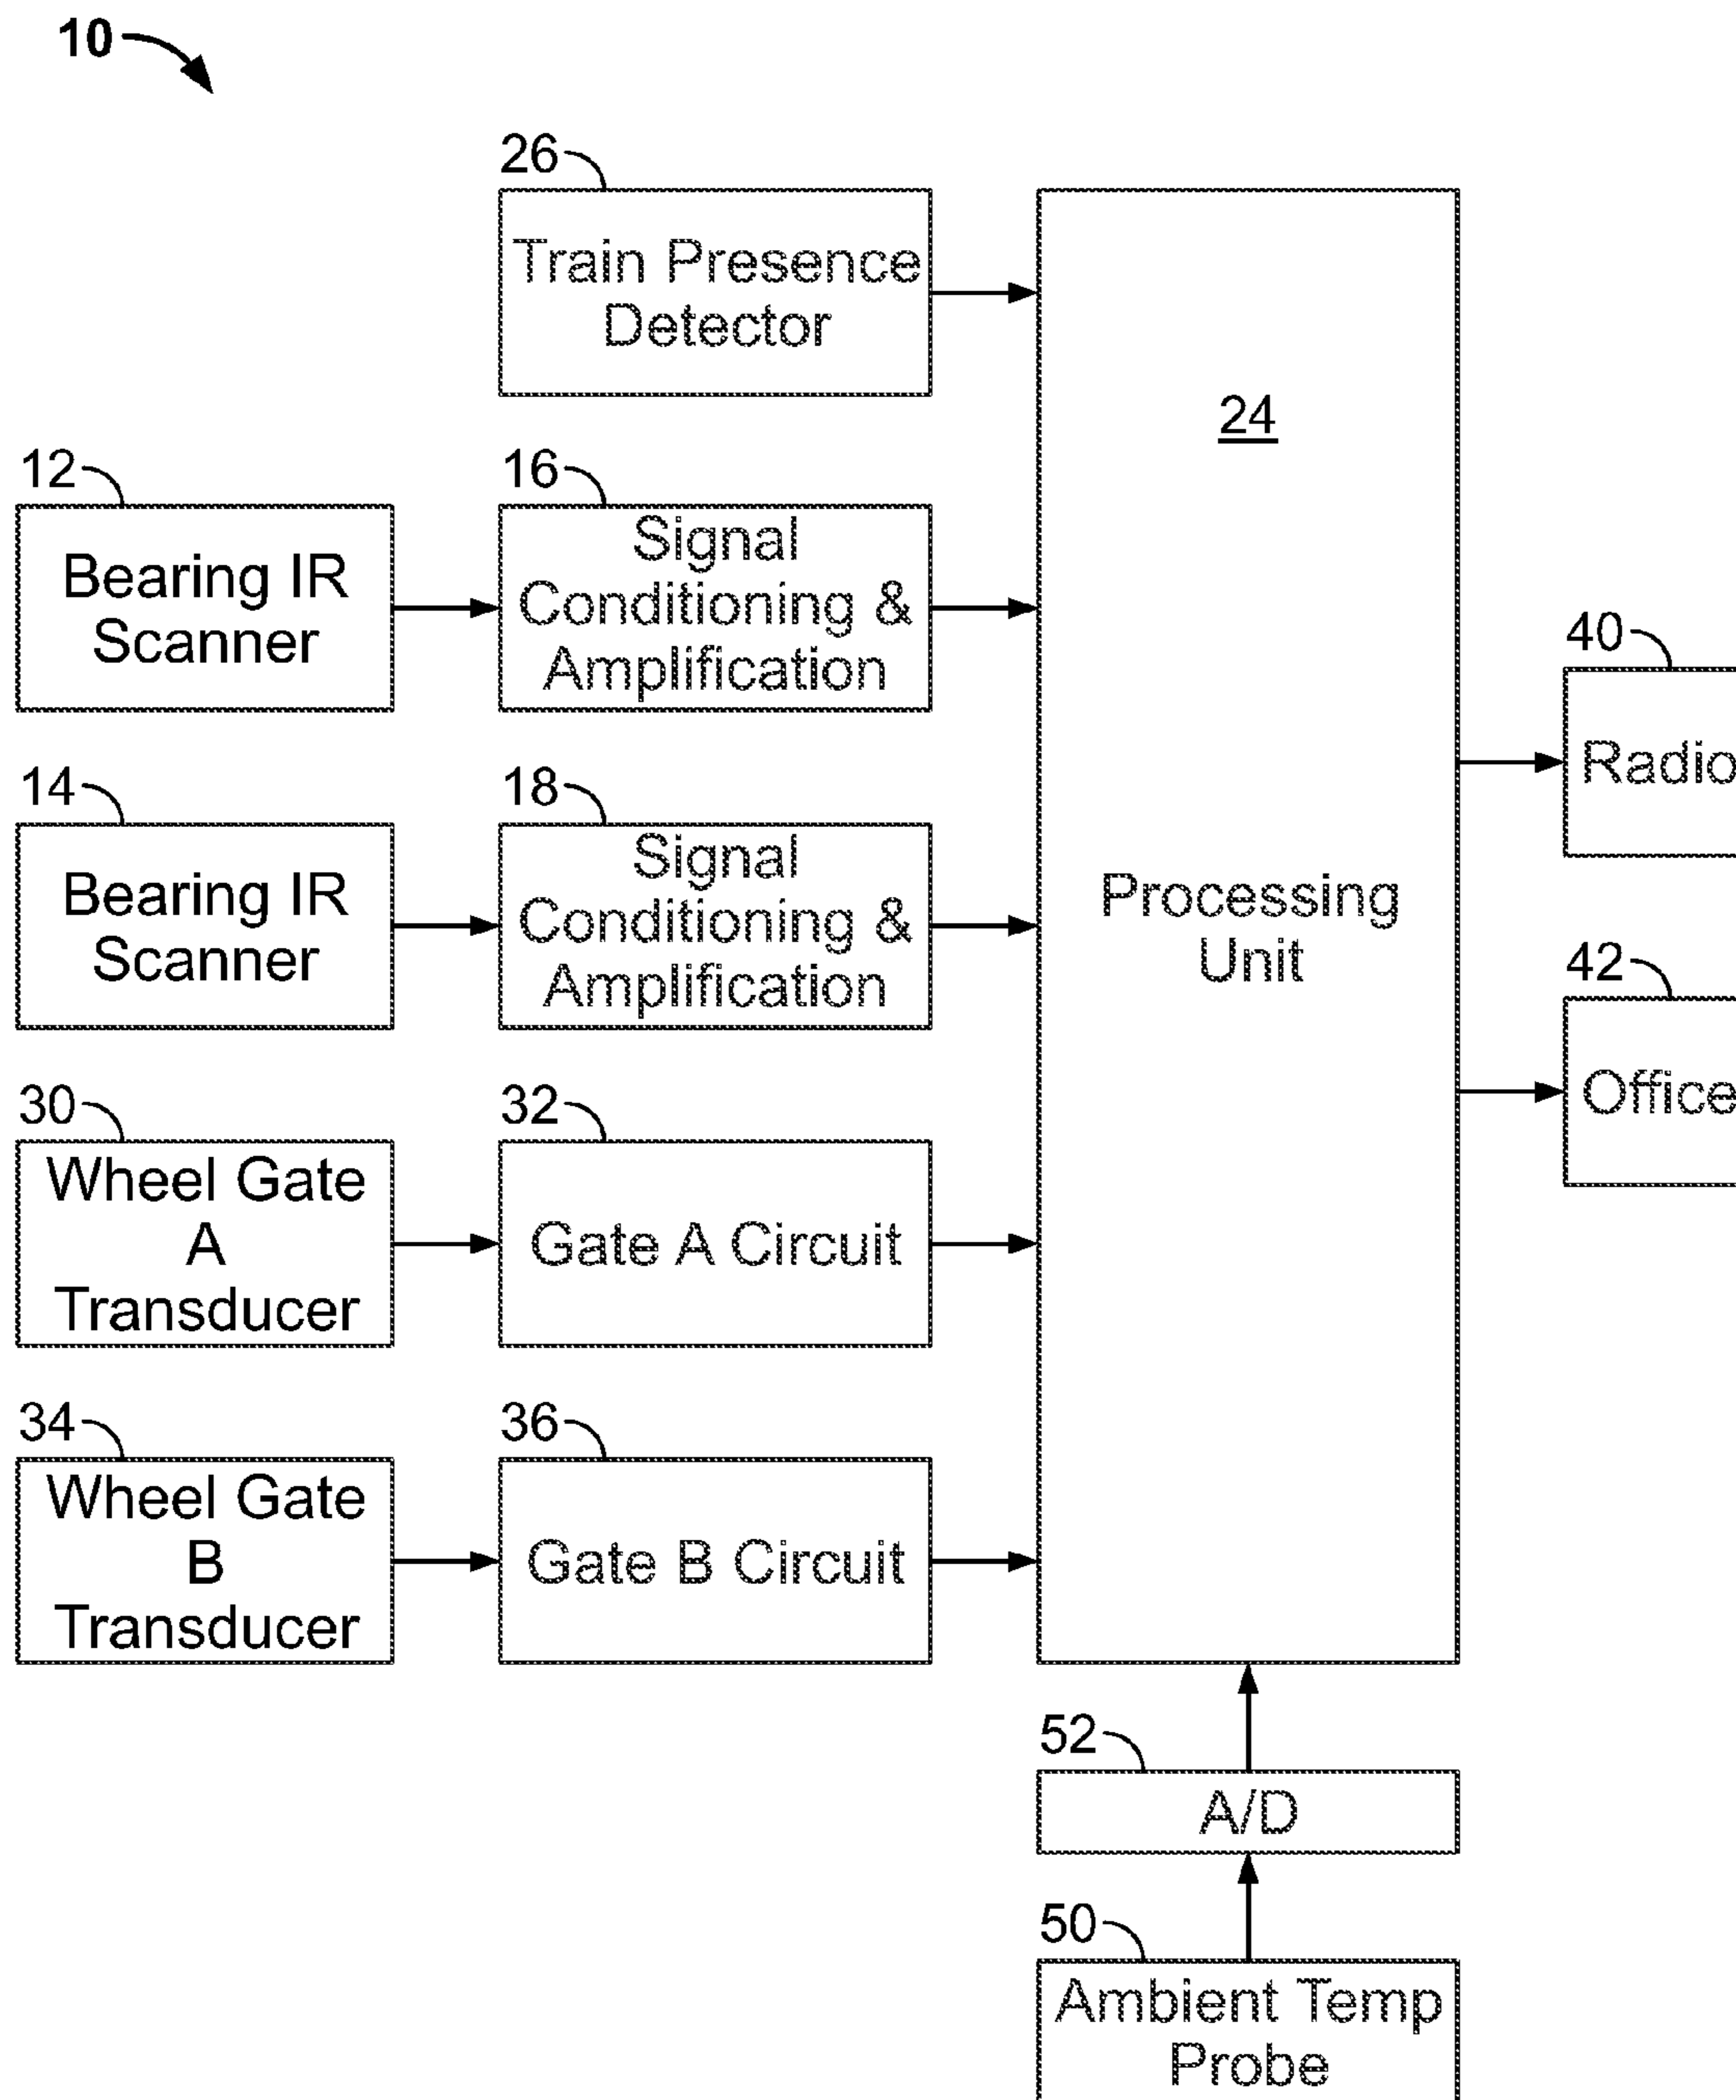 10
26
Train Presence
Detector
24
Processing
Unit
12
Bearing IR
Scanner
16
Signal
Conditioning &
Amplification
14
Bearing IR
Scanner
18
Signal
Conditioning &
Amplification
40
Radio
42
Office
30
Wheel Gate
A
Transducer
32
Gate A Circuit
34
Wheel Gate
B
Transducer
36
Gate B Circuit
52
A/D
50
Ambient Temp
Probe